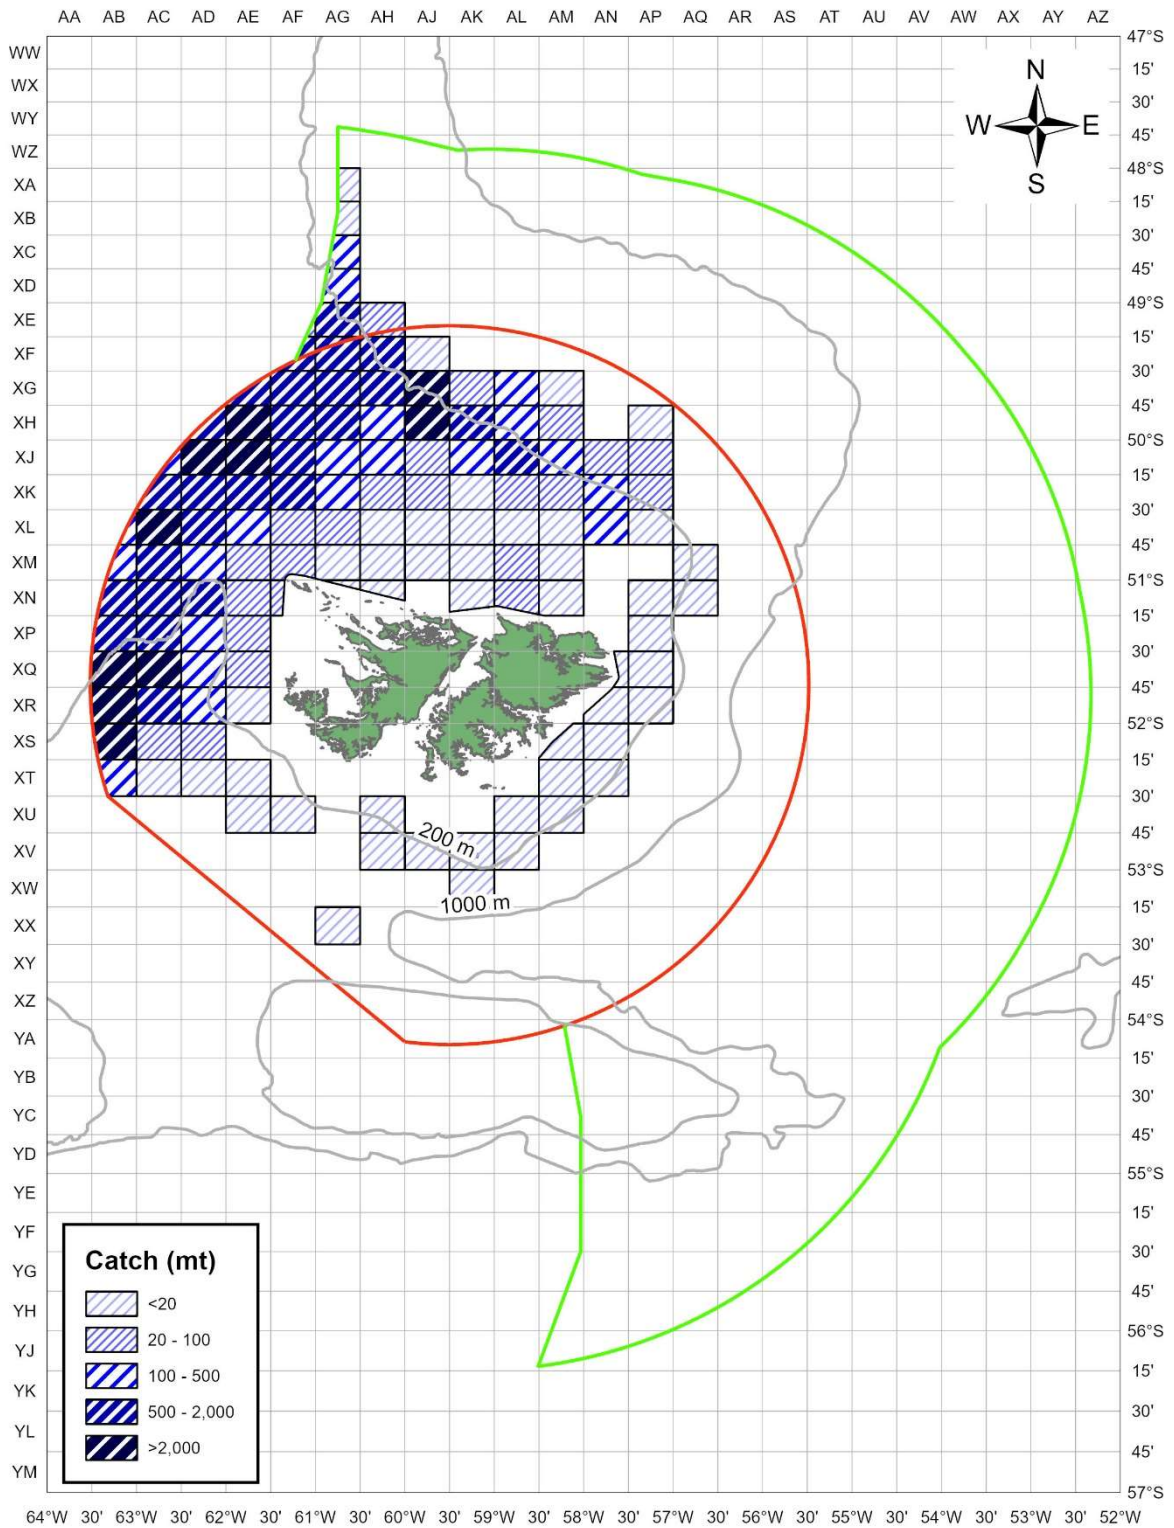 AA AB AC AD AE AF AG AH AJ AK AL AM AN AP AQ AR AS AT AU AV AW AX AY AZ
47°S
WW
15'
WX
30'
WY
45'
WZ
48°S
XA
15'
XB
30'
XC
45'
XD
49°S
XE
15'
XF
30'
XG
45'
XH
50°S
XJ
15'
XK
30'
XL
45'
XM
51°S
XN
15'
XP
30'
XQ
45'
XR
52°S
XS
15'
XT
30'
XU
45'
XV
53°S
XW
15'
XX
30'
XY
45'
XZ
54°S
YA
15'
YB
30'
YC
45'
YD
55°S
YE
15'
YF
30'
YG
45'
YH
56°S
YJ
15'
YK
30'
YL
45'
YM
57°S
N
W E
S
200 m
1000 m
Catch (mt)
<20
20 - 100
100 - 500
500 - 2,000
>2,000
64°W 30' 63°W 30' 62°W 30' 61°W 30' 60°W 30' 59°W 30' 58°W 30' 57°W 30' 56°W 30' 55°W 30' 54°W 30' 53°W 30' 52°W